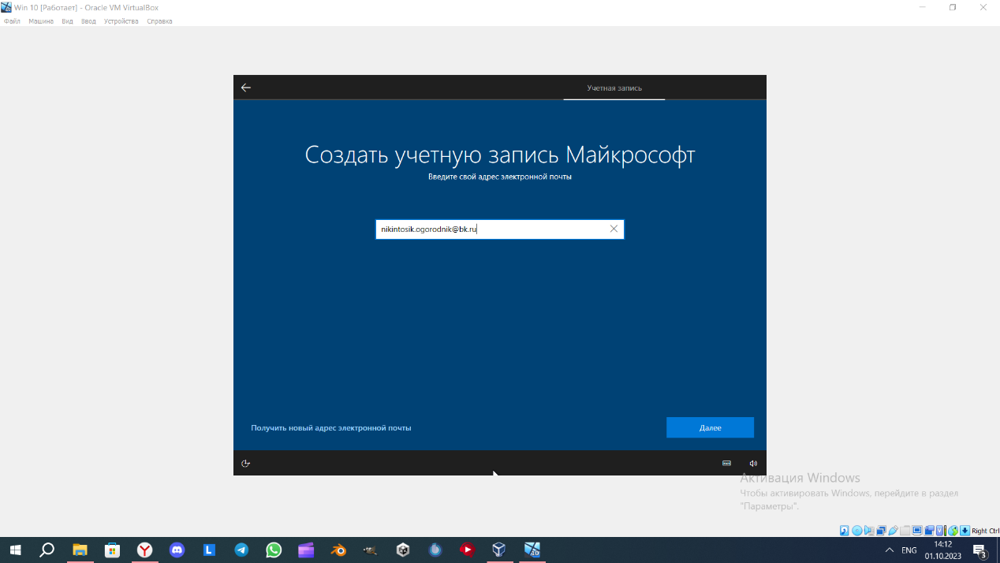 Win 10 [Работает] - Oracle VM VirtualBox
Файл Машина Вид Ввод Устройства Справка
Учетная запись
Создать учетную запись Майкрософт
Введите свой адрес электронной почты
nikintosik.ogorodnik@bk.ru
Получить новый адрес электронной почты
Далее
Активация Windows
Чтобы активировать Windows, перейдите в раздел
"Параметры".
Right Ctrl
ENG
14:12
01.10.2023
3